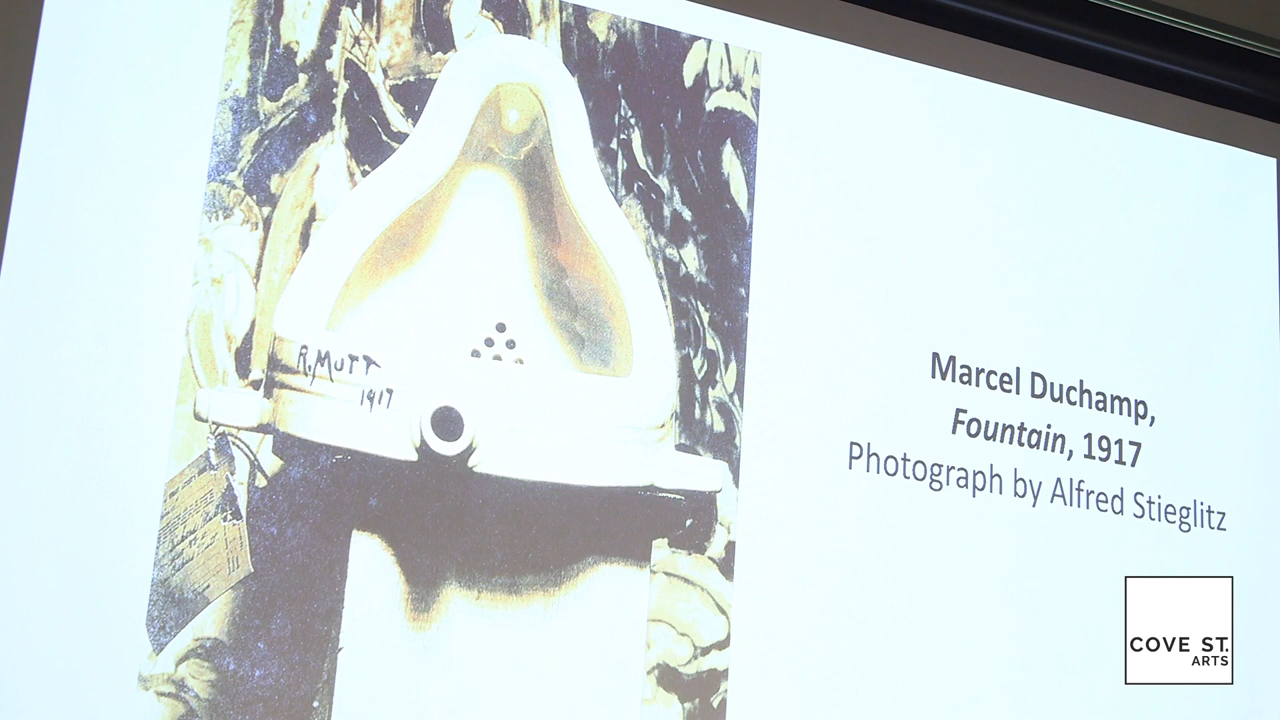 R. MUTT
1917
Marcel Duchamp,
Fountain, 1917
Photograph by Alfred Stieglitz
COVE ST.
ARTS